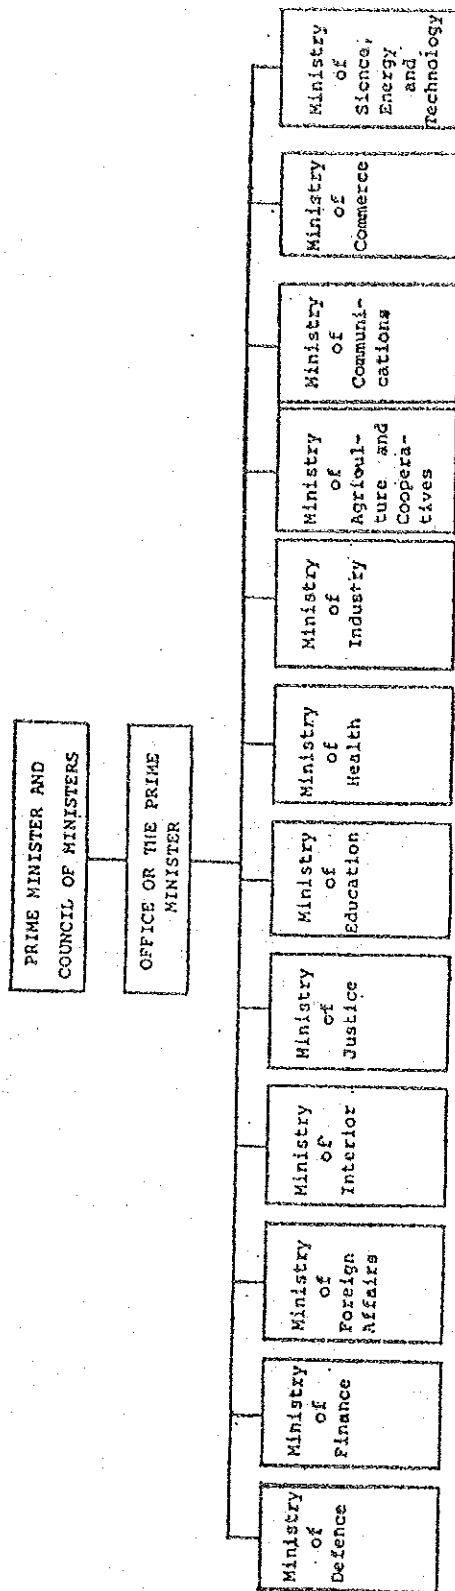 PRIME MINISTER AND
COUNCIL OF MINISTERS
OFFICE OR THE PRIME
MINISTER
Ministry
of
Defence
Ministry
of
Finance
Ministry
of
Foreign
Affairs
Ministry
of
Interior
Ministry
of
Justice
Ministry
of
Education
Ministry
of
Health
Ministry
of
Industry
Ministry
of
Agrioul-
ture and
Coopera-
tives
Ministry
of
Communi-
cations
Ministry
of
Commerce
Ministry
of
Sionce,
Energy
and
Technology